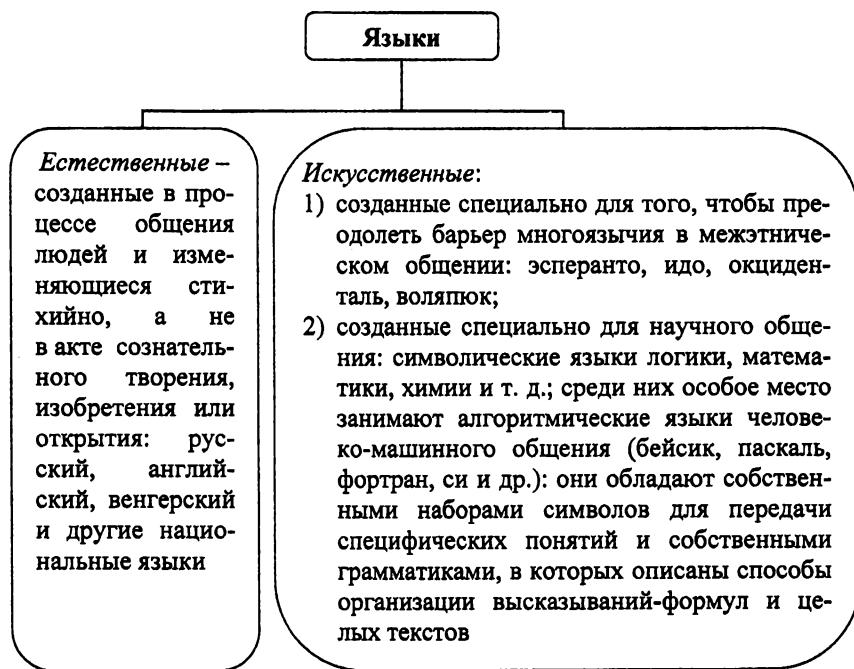 Языки
Естественные –
созданные в про-
цессе общения
людей и изме-
няющиеся сти-
хийно, а не
в акте сознатель-
ного творения,
изобретения или
открытия: рус-
ский, англий-
ский, венгерский
и другие нацио-
нальные языки
Искусственные:
1) созданные специально для того, чтобы пре-
одолеть барьер многоязычия в межэтниче-
ском общении: эсперанто, идо, окциден-
таль, воляпюк;
2) созданные специально для научного обще-
ния: символические языки логики, матема-
тики, химии и т. д.; среди них особое место
занимают алгоритмические языки челове-
ко-машинного общения (бейсик, паскаль,
фортран, си и др.): они обладают собствен-
ными наборами символов для передачи
специфических понятий и собственными
грамматиками, в которых описаны способы
организации высказываний-формул и це-
лых текстов